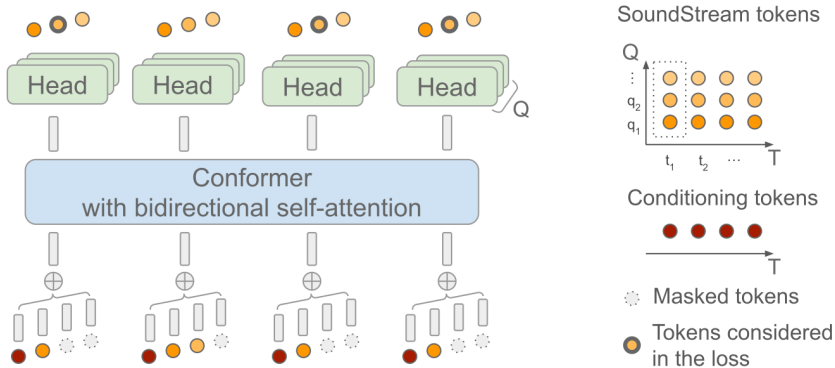 SoundStream tokens
Head Head Head Head
Q
Q
⋮
q2
q1
t1 t2 ... T
Conformer
with bidirectional self-attention
Conditioning tokens
T
Masked tokens
Tokens considered
in the loss